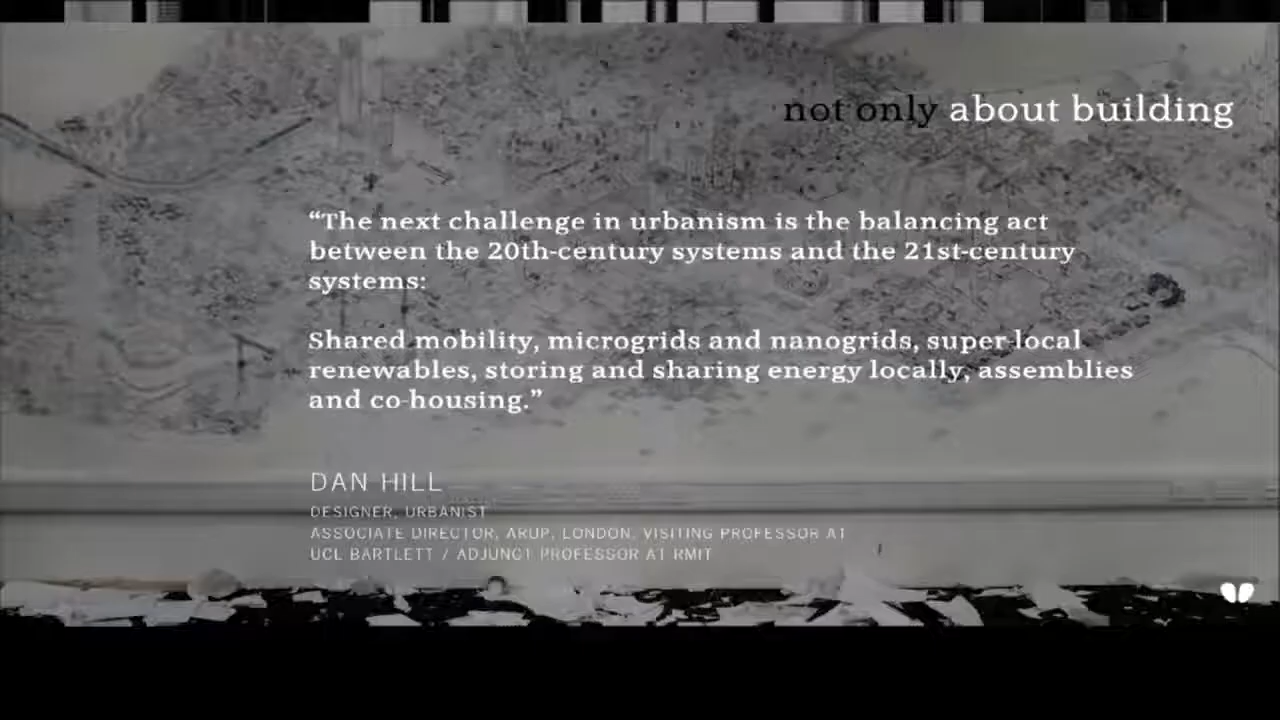 not only about building
“The next challenge in urbanism is the balancing act
between the 20th-century systems and the 21st-century
systems:
Shared mobility, microgrids and nanogrids, super-local
renewables, storing and sharing energy locally, assemblies
and co-housing.”
DAN HILL
DESIGNER, URBANIST
ASSOCIATE DIRECTOR, ARUP, LONDON. VISITING PROFESSOR AT
UCL BARTLETT / ADJUNCT PROFESSOR AT RMIT